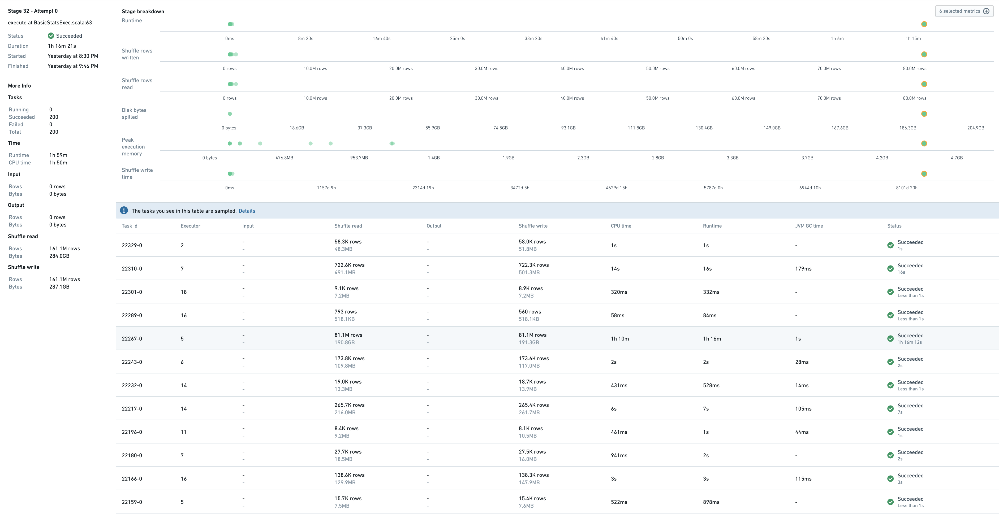 Stage 32 - Attempt 0
execute at BasicStatsExec.scala:63
Status Succeeded
Duration 1h 16m 21s
Started Yesterday at 8:30 PM
Finished Yesterday at 9:46 PM
More Info
Tasks
Running 0
Succeeded 200
Failed 0
Total 200
Time
Runtime 1h 59m
CPU time 1h 50m
Input
Rows 0 rows
Bytes 0 bytes
Output
Rows 0 rows
Bytes 0 bytes
Shuffle read
Rows 161.1M rows
Bytes 284.0GB
Shuffle write
Rows 161.1M rows
Bytes 287.1GB
Stage breakdown
6 selected metrics
Runtime
0ms 8m 20s 16m 40s 25m 0s 33m 20s 41m 40s 50m 0s 58m 20s 1h 6m 1h 15m
Shuffle rows
written
0 rows 10.0M rows 20.0M rows 30.0M rows 40.0M rows 50.0M rows 60.0M rows 70.0M rows 80.0M rows
Shuffle rows
read
0 rows 10.0M rows 20.0M rows 30.0M rows 40.0M rows 50.0M rows 60.0M rows 70.0M rows 80.0M rows
Disk bytes
spilled
0 bytes 18.6GB 37.3GB 55.9GB 74.5GB 93.1GB 111.8GB 130.4GB 149.0GB 167.6GB 186.3GB 204.9GB
Peak
execution
memory
0 bytes 476.8MB 953.7MB 1.4GB 1.9GB 2.3GB 2.8GB 3.3GB 3.7GB 4.2GB 4.7GB
Shuffle write
time
0ms 1157d 9h 2314d 19h 3472d 5h 4629d 15h 5787d 0h 6944d 10h 8101d 20h
The tasks you see in this table are sampled. Details
Task Id Executor Input Shuffle read Output Shuffle write CPU time Runtime JVM GC time Status
22329-0 2 - 58.3K rows - 58.0K rows 1s 1s - Succeeded
- 48.3MB - 51.8MB 1s
22310-0 7 - 722.6K rows - 722.3K rows 14s 16s 179ms Succeeded
- 491.1MB - 501.3MB 16s
22301-0 18 - 9.1K rows - 8.9K rows 320ms 332ms - Succeeded
- 7.2MB - 7.2MB Less than 1s
22289-0 16 - 793 rows - 560 rows 58ms 84ms - Succeeded
- 518.1KB - 518.1KB Less than 1s
22267-0 5 - 81.1M rows - 81.1M rows 1h 10m 1h 16m 1s Succeeded
- 190.8GB - 191.3GB 1h 16m 12s
22243-0 6 - 173.8K rows - 173.6K rows 2s 2s 28ms Succeeded
- 109.8MB - 117.0MB 2s
22232-0 14 - 19.0K rows - 18.7K rows 431ms 528ms 14ms Succeeded
- 13.3MB - 13.9MB Less than 1s
22217-0 14 - 265.7K rows - 265.4K rows 6s 7s 105ms Succeeded
- 216.0MB - 261.7MB 7s
22196-0 11 - 8.4K rows - 8.1K rows 461ms 1s 44ms Succeeded
- 9.2MB - 10.5MB 1s
22180-0 7 - 27.7K rows - 27.5K rows 941ms 2s - Succeeded
- 18.5MB - 16.0MB 2s
22166-0 16 - 138.6K rows - 138.3K rows 3s 3s 115ms Succeeded
- 129.9MB - 147.9MB 3s
22159-0 5 - 15.7K rows - 15.4K rows 522ms 898ms - Succeeded
- 7.5MB - 7.6MB Less than 1s